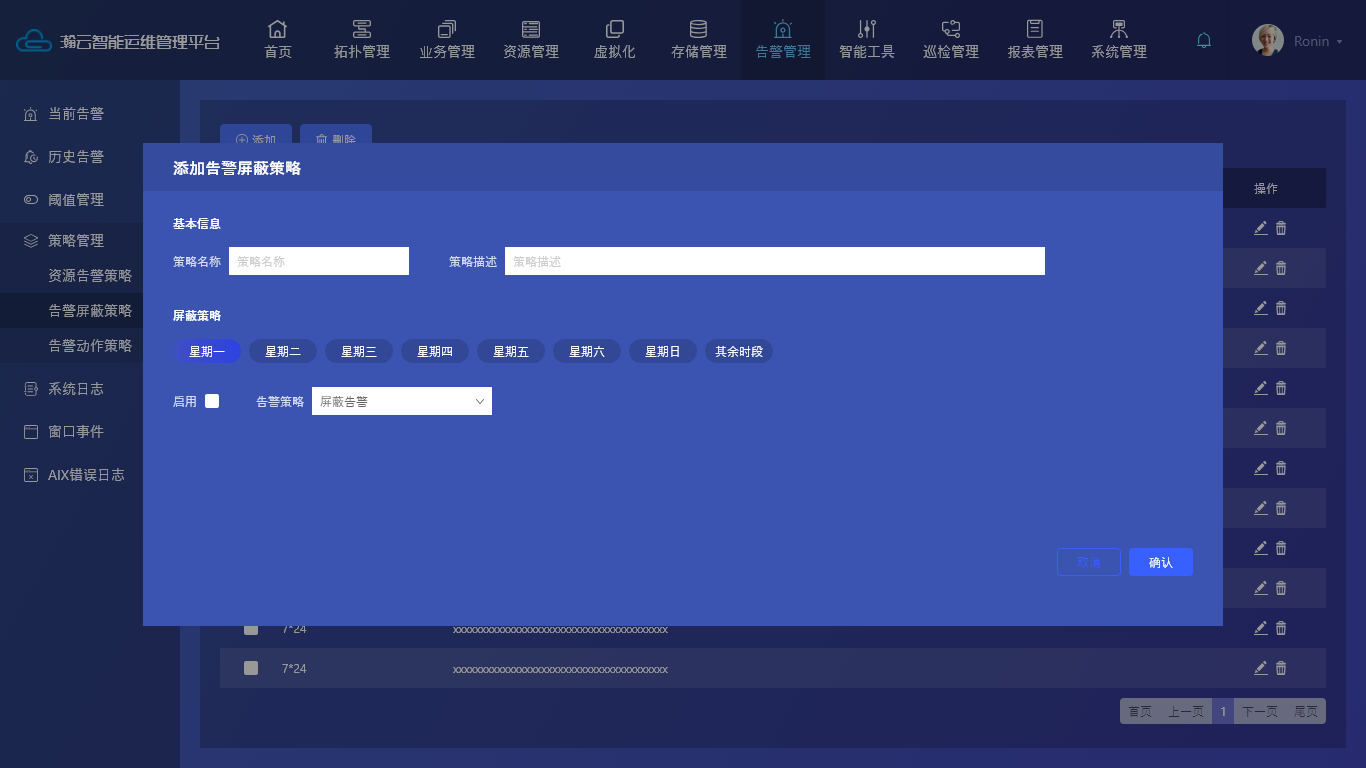 瀚云智能运维管理平台
首页 拓扑管理 业务管理 资源管理 虚拟化 存储管理 告警管理 智能工具 巡检管理 报表管理 系统管理
Ronin
当前告警
历史告警
阈值管理
策略管理
资源告警策略
告警屏蔽策略
告警动作策略
系统日志
窗口事件
AIX错误日志
添加 删除
操作
添加告警屏蔽策略
基本信息
策略名称 策略名称 策略描述 策略描述
屏蔽策略
星期一 星期二 星期三 星期四 星期五 星期六 星期日 其余时段
启用 告警策略 屏蔽告警
取消 确认
7*24 xxxxxxxxxxxxxxxxxxxxxxxxxxxxxxxxxxxx
7*24 xxxxxxxxxxxxxxxxxxxxxxxxxxxxxxxxxxxx
首页 上一页 1 下一页 尾页